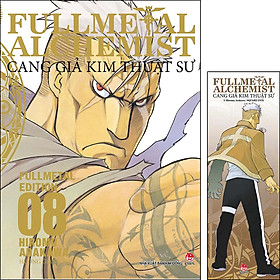 FULLMETAL
ALCHEMIST
CANG GIẢ KIM THUẬT SƯ
FULLMETAL
EDITION
08
HIROMU
ARAKAWA
FULLMETAL
ALCHEMIST
CANG GIẢ KIM THUẬT SƯ